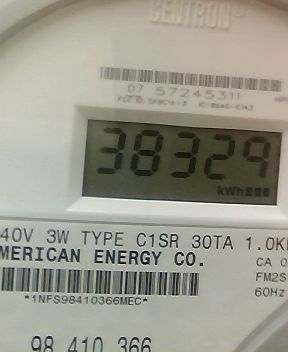 CENTRON®
07 57245311
38329
kWh
40V 3W TYPE C1SR 30TA 1.0K
MERICAN ENERGY CO.
CA 0
FM2S
*1NFS98410366MEC*
60Hz
98 410 366